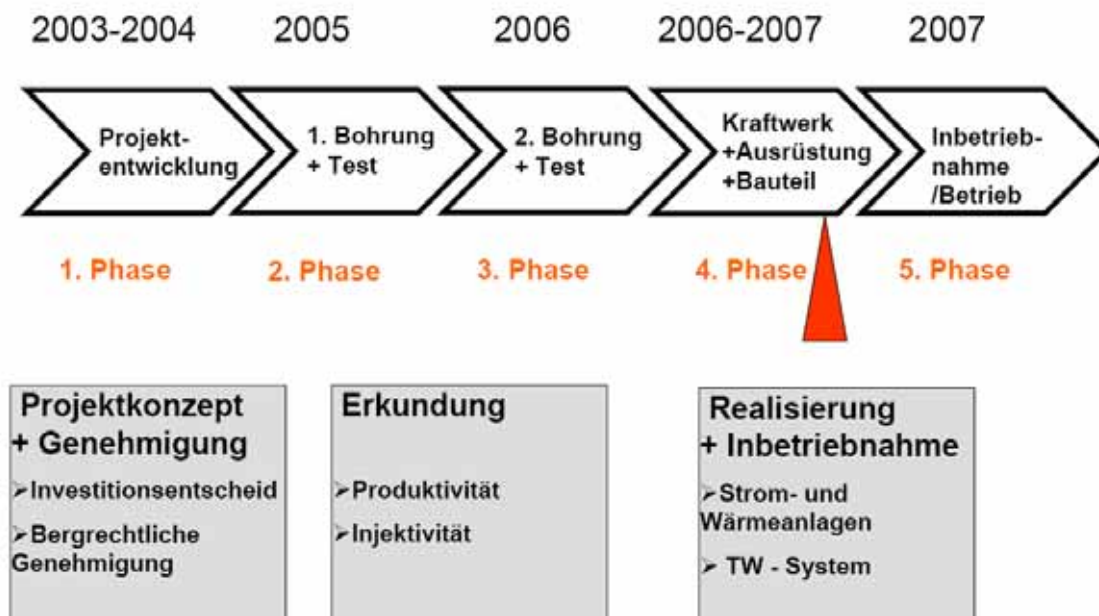 2003-2004
2005
2006
2006-2007
2007
Projekt-
entwicklung
1. Bohrung
+ Test
2. Bohrung
+ Test
Kraftwerk
+Ausrüstung
+Bauteil
Inbetrieb-
nahme
/Betrieb
1. Phase
2. Phase
3. Phase
4. Phase
5. Phase
Projektkonzept
+ Genehmigung
➢Investitionsentscheid
➢Bergrechtliche
Genehmigung
Erkundung
➢Produktivität
➢Injektivität
Realisierung
+ Inbetriebnahme
➢Strom- und
Wärmeanlagen
➢ TW - System